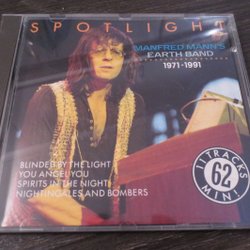 SPOTLIGHT
MANFRED MANN'S
EARTH BAND
1971-1991
BLINDED BY THE LIGHT
YOU ANGEL YOU
SPIRITS IN THE NIGHT
NIGHTINGALES AND BOMBERS
11 TRACKS
62
MINS